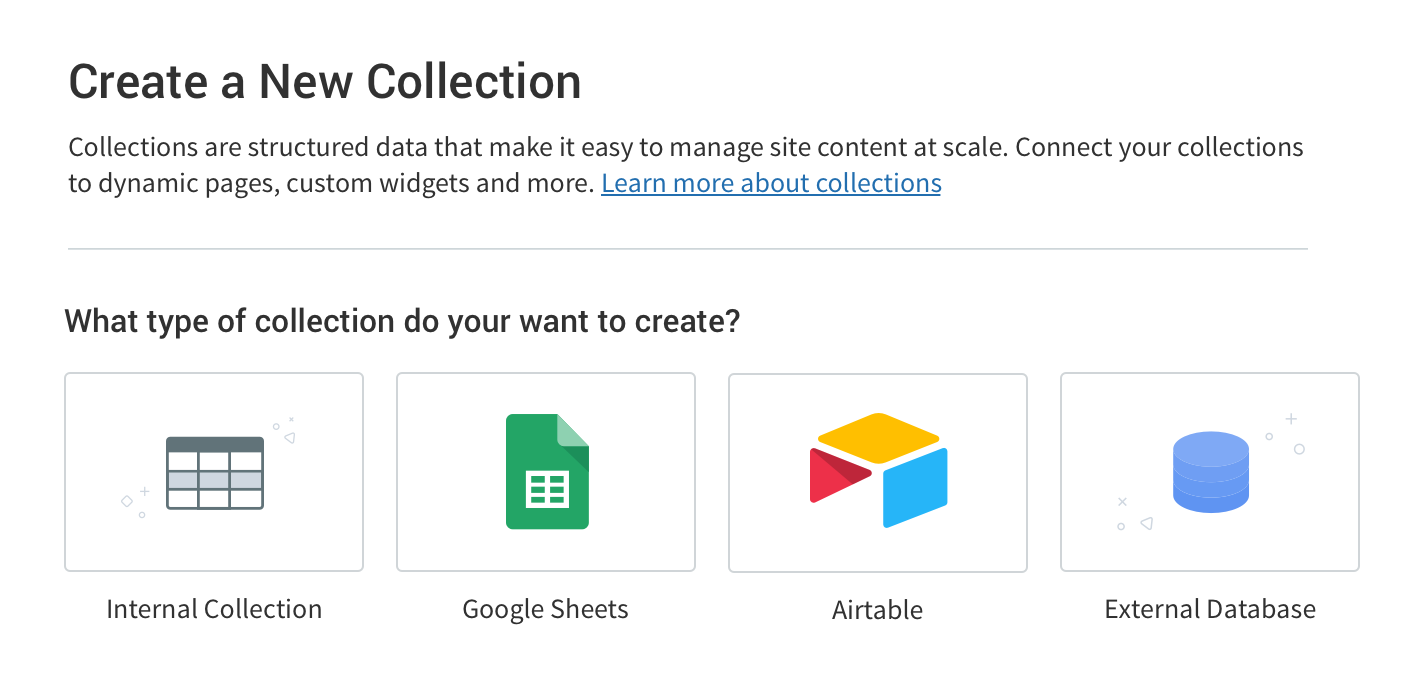 Create a New Collection
Collections are structured data that make it easy to manage site content at scale. Connect your collections
to dynamic pages, custom widgets and more. Learn more about collections
What type of collection do your want to create?
Internal Collection
Google Sheets
Airtable
External Database